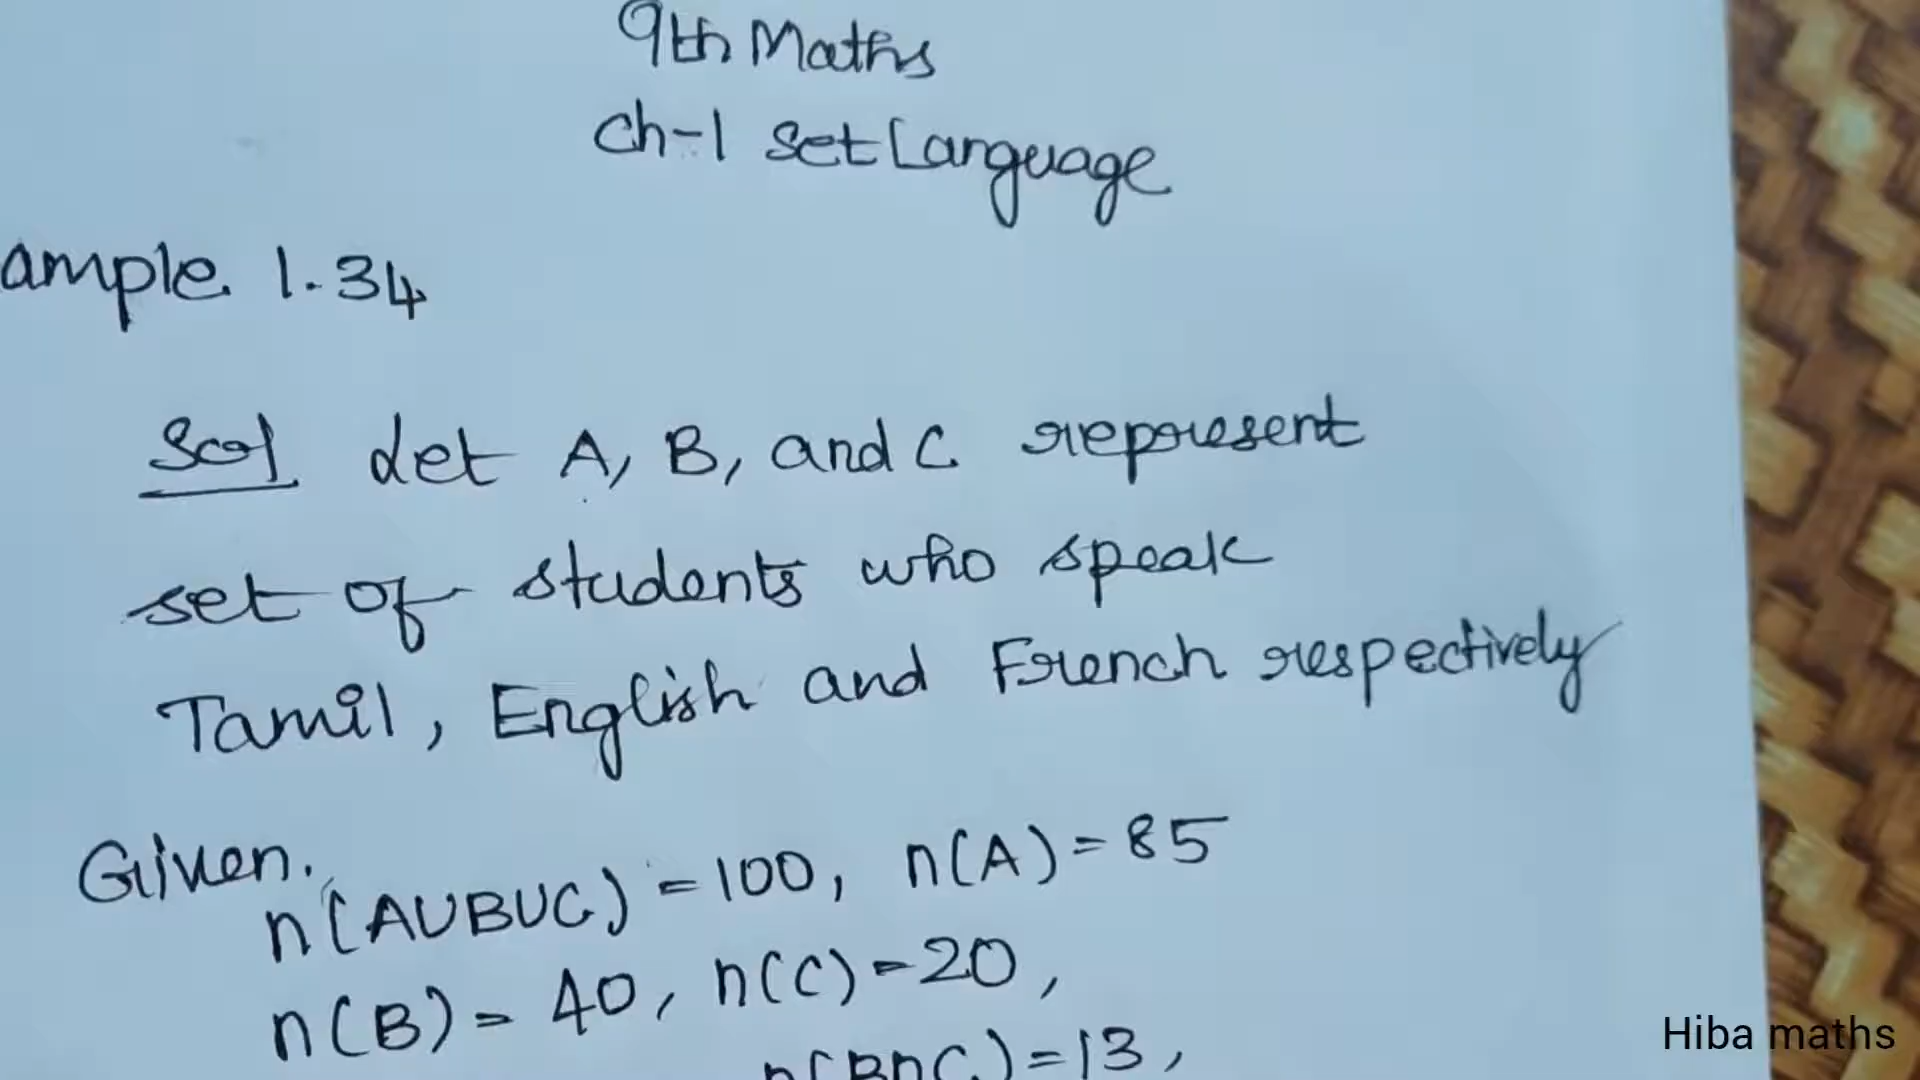 9th Maths
Ch-1 Set Language
ample 1.34
Sol Let A, B, and C represent
set of students who speak
Tamil, English and French respectively
Given.
n(AUBUC) = 100, n(A) = 85
n(B) = 40, n(C) = 20,
n(B∩C) = 13,
Hiba maths